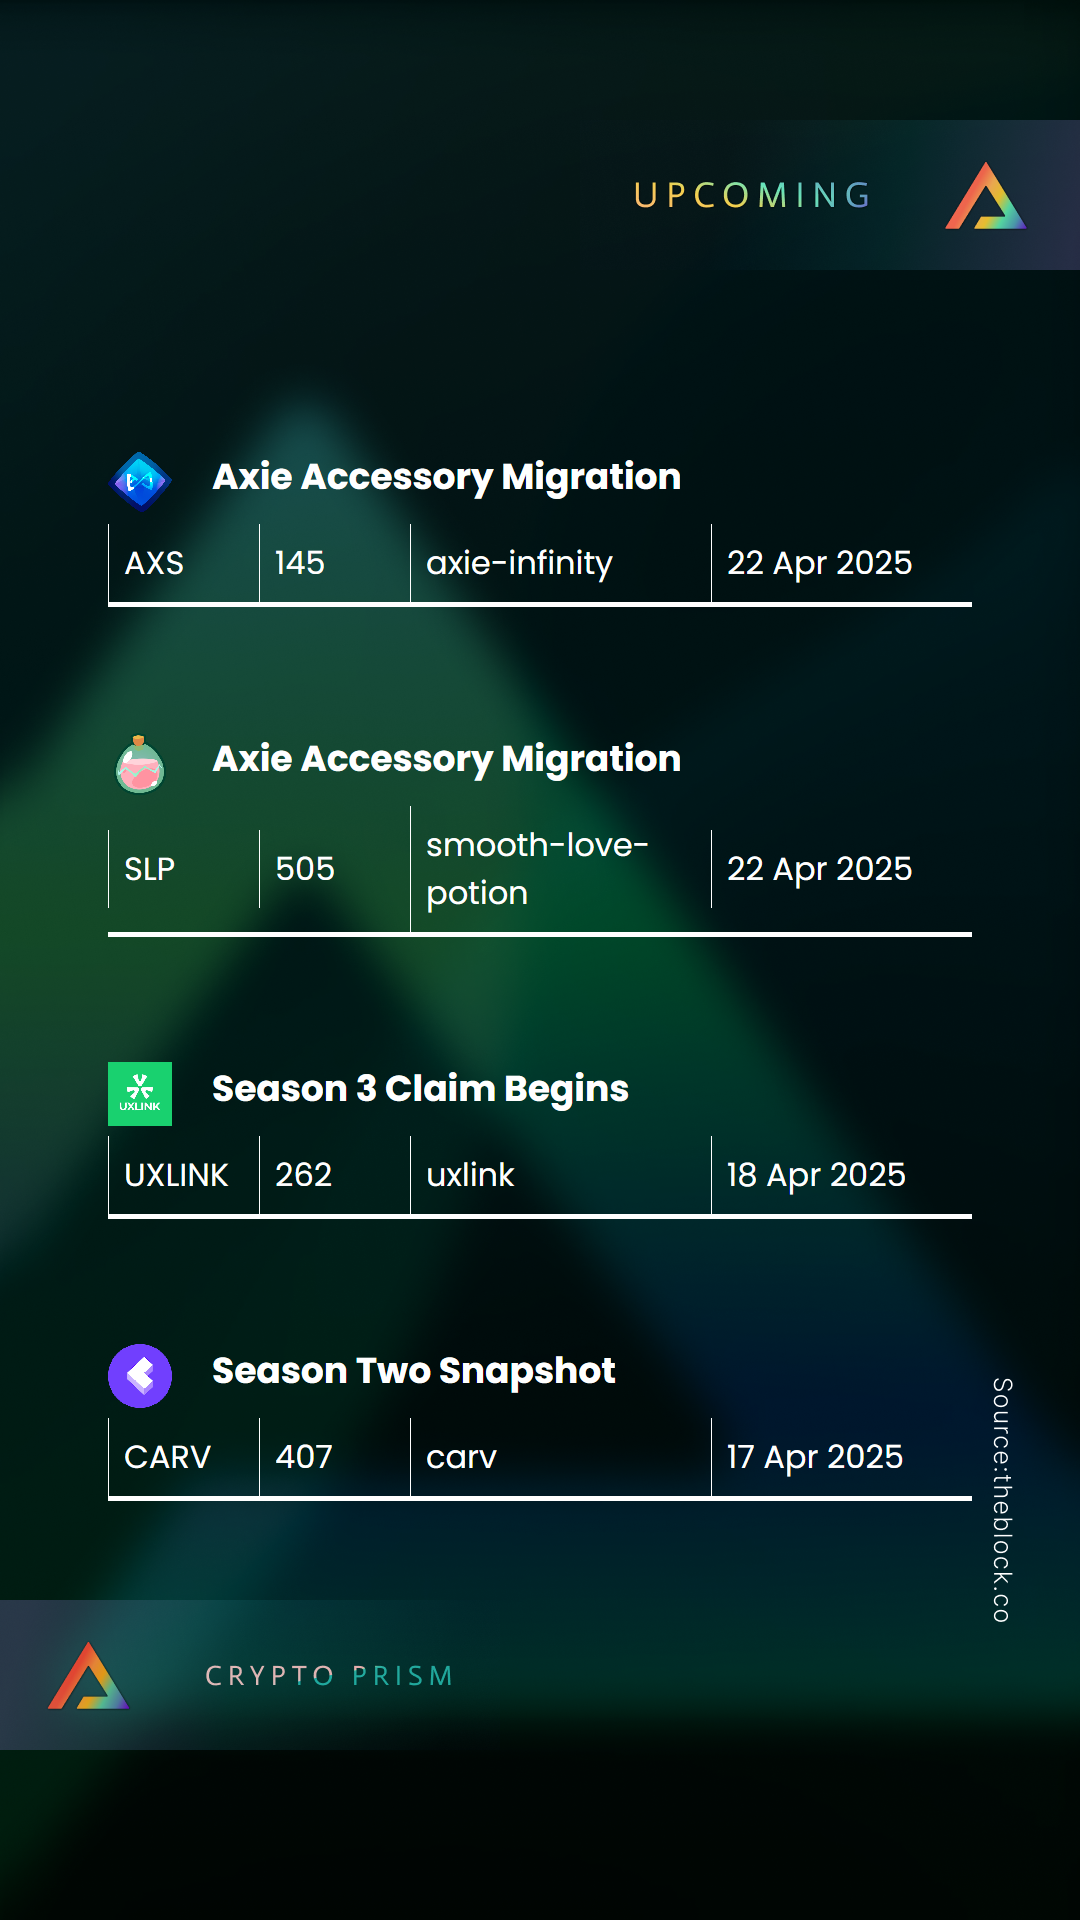 UPCOMING
Axie Accessory Migration
AXS 145 axie-infinity 22 Apr 2025
Axie Accessory Migration
SLP 505 smooth-love- 22 Apr 2025
potion
UXLINK
Season 3 Claim Begins
UXLINK 262 uxlink 18 Apr 2025
Season Two Snapshot
CARV 407 carv 17 Apr 2025
Source:theblock.co
CRYPTO PRISM